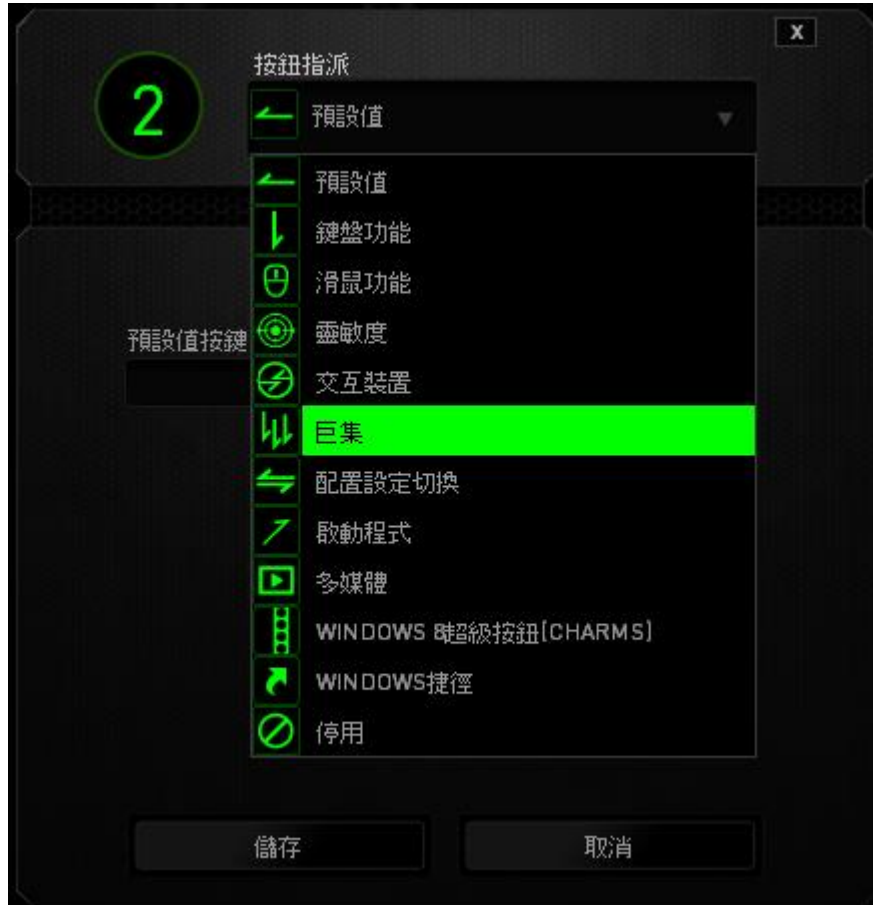 X
按鈕指派
2
預設值
預設值
鍵盤功能
滑鼠功能
靈敏度
預設值按鍵
交互裝置
巨集
配置設定切換
啟動程式
多媒體
WINDOWS 8超級按鈕(CHARMS)
WINDOWS捷徑
停用
儲存
取消